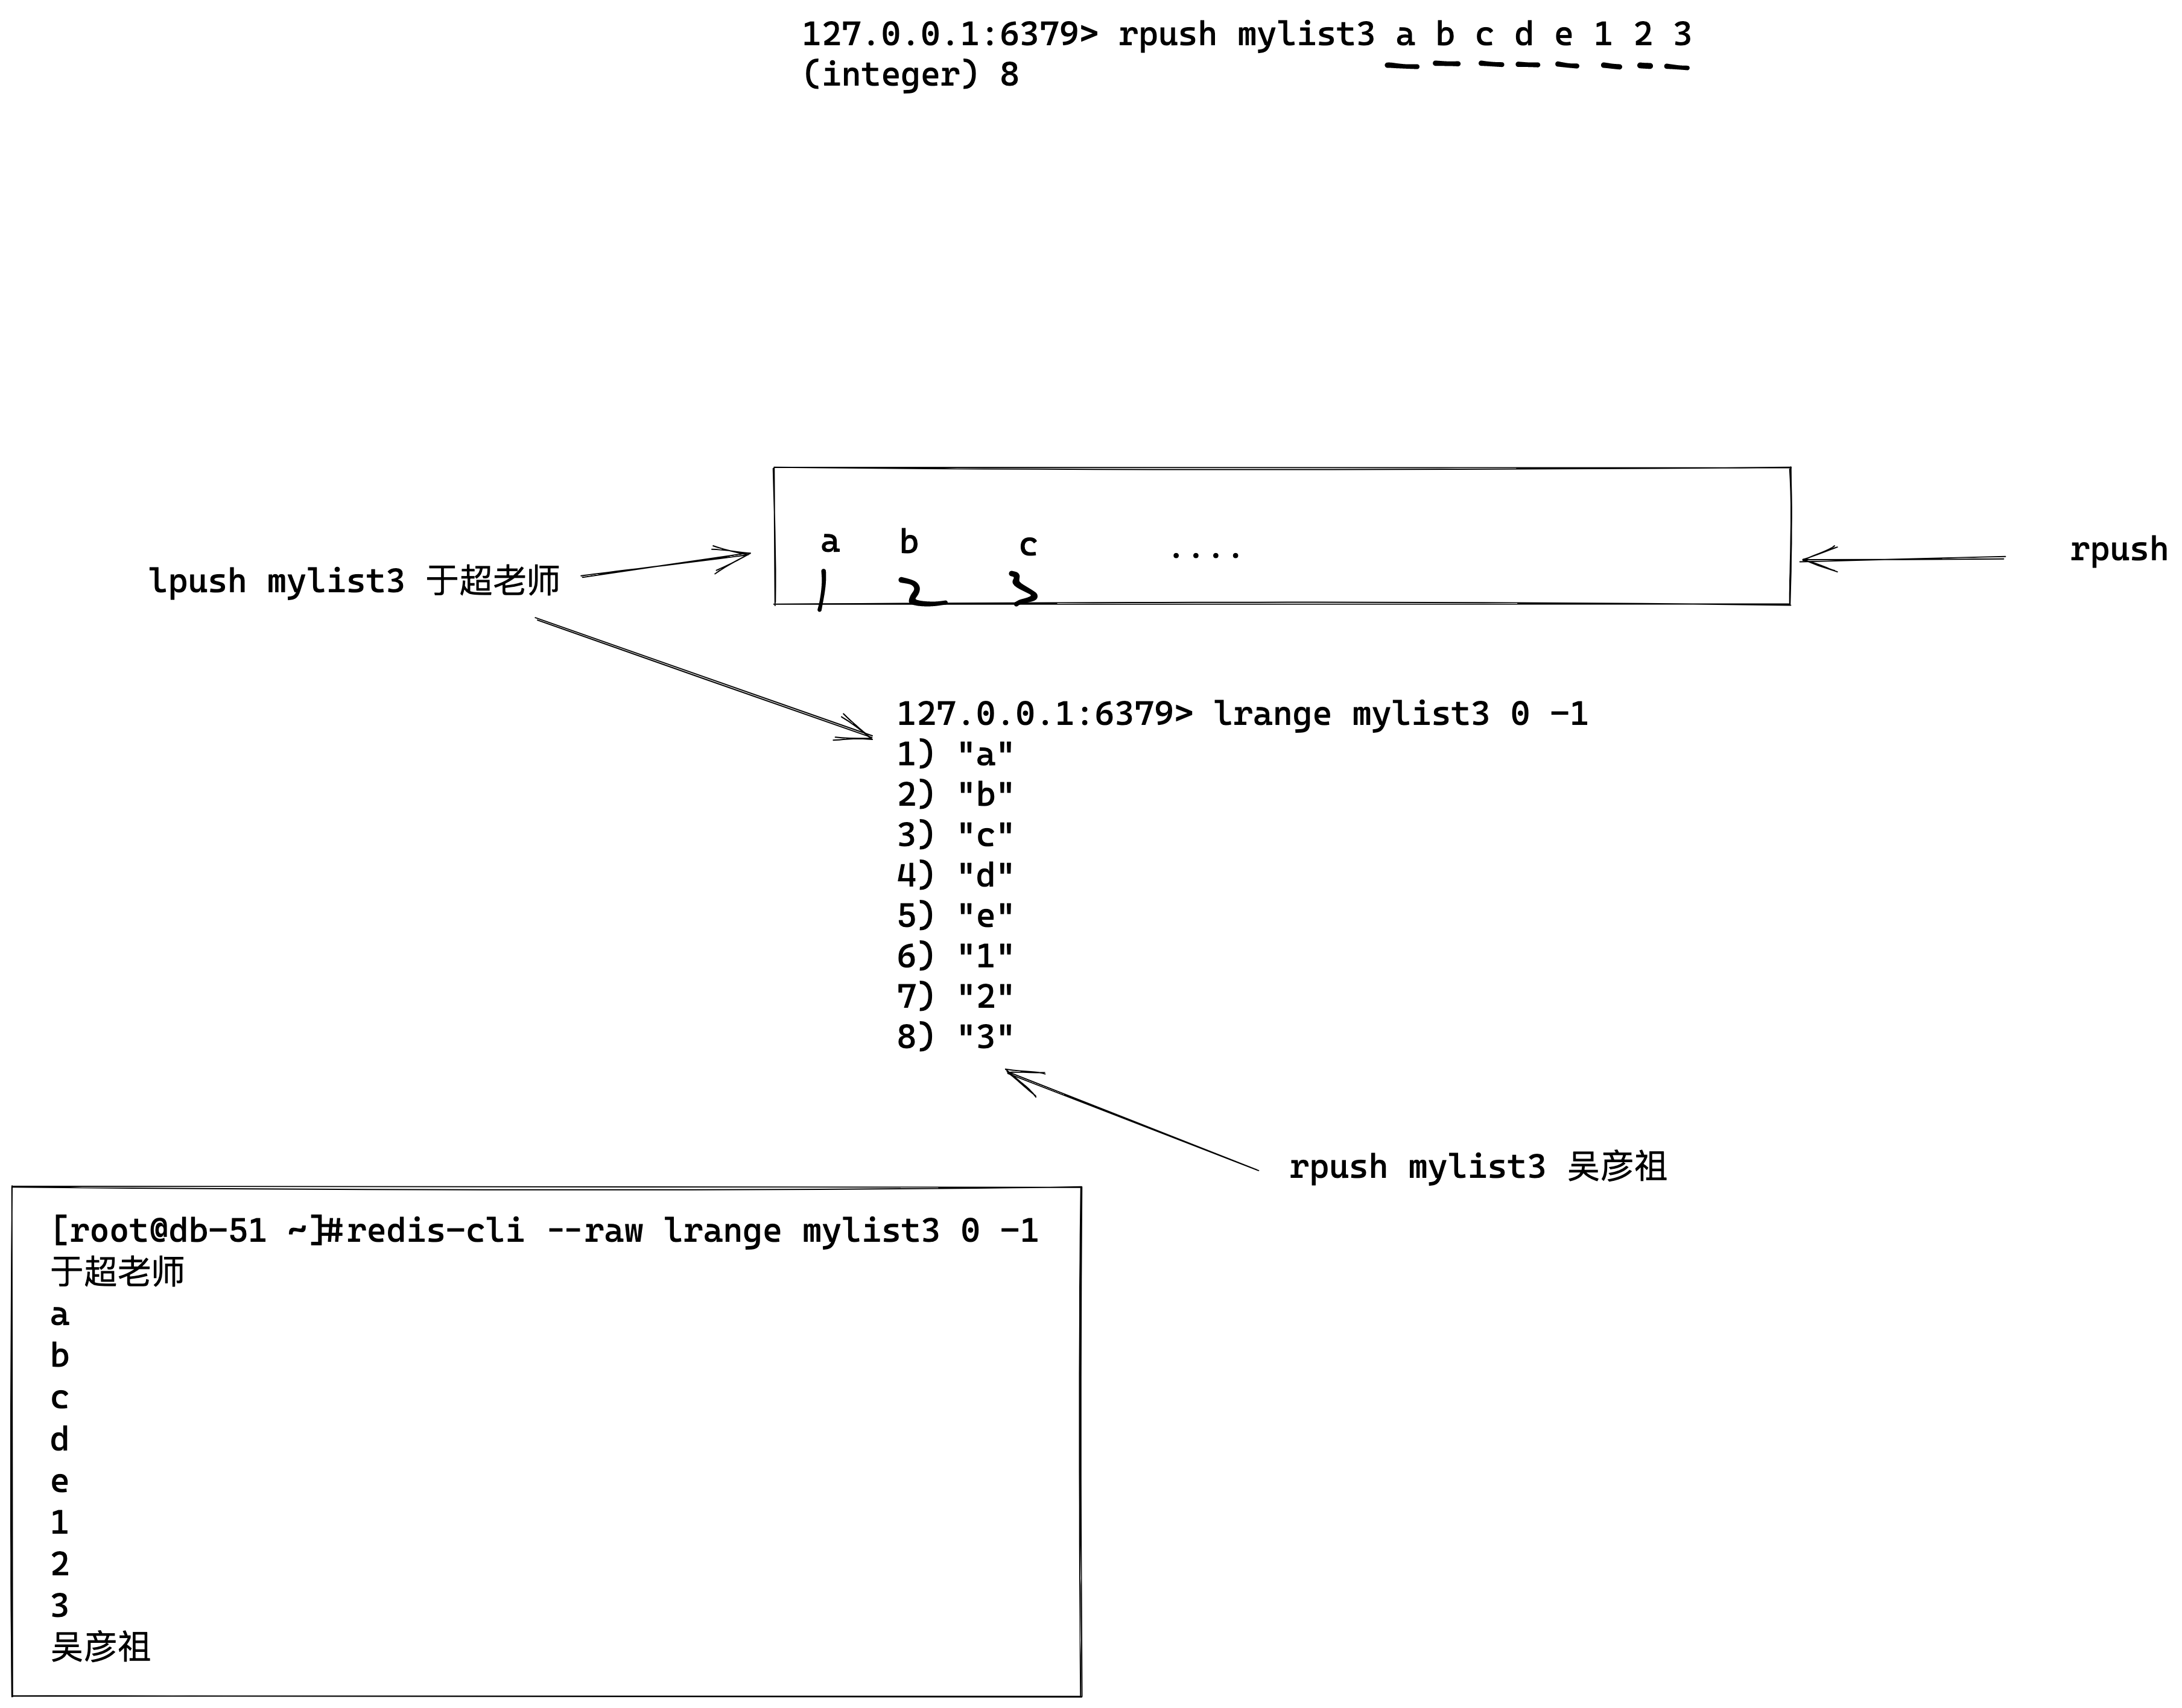 127.0.0.1:6379> rpush mylist3 a b c d e 1 2 3
(integer) 8
a b c ....
1 2 3
lpush mylist3 于超老师
rpush
127.0.0.1:6379> lrange mylist3 0 -1
1) "a"
2) "b"
3) "c"
4) "d"
5) "e"
6) "1"
7) "2"
8) "3"
rpush mylist3 吴彦祖
[root@db-51 ~]#redis-cli --raw lrange mylist3 0 -1
于超老师
a
b
c
d
e
1
2
3
吴彦祖